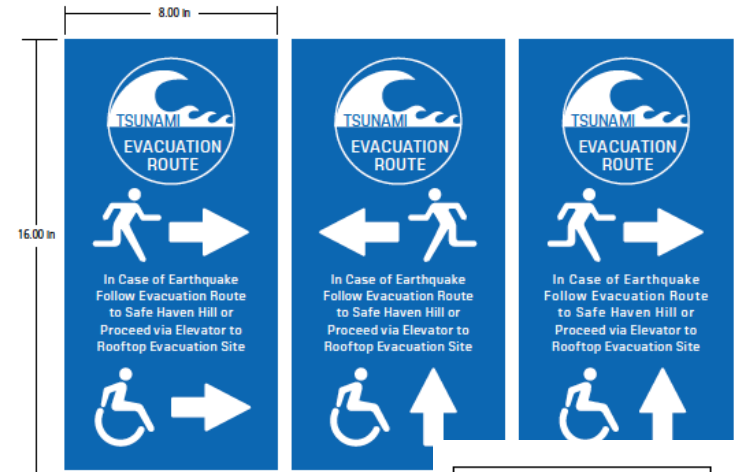 8.00 in
16.00 in
TSUNAMI
EVACUATION
ROUTE
In Case of Earthquake
Follow Evacuation Route
to Safe Haven Hill or
Proceed via Elevator to
Rooftop Evacuation Site
TSUNAMI
EVACUATION
ROUTE
In Case of Earthquake
Follow Evacuation Route
to Safe Haven Hill or
Proceed via Elevator to
Rooftop Evacuation Site
TSUNAMI
EVACUATION
ROUTE
In Case of Earthquake
Follow Evacuation Route
to Safe Haven Hill or
Proceed via Elevator to
Rooftop Evacuation Site